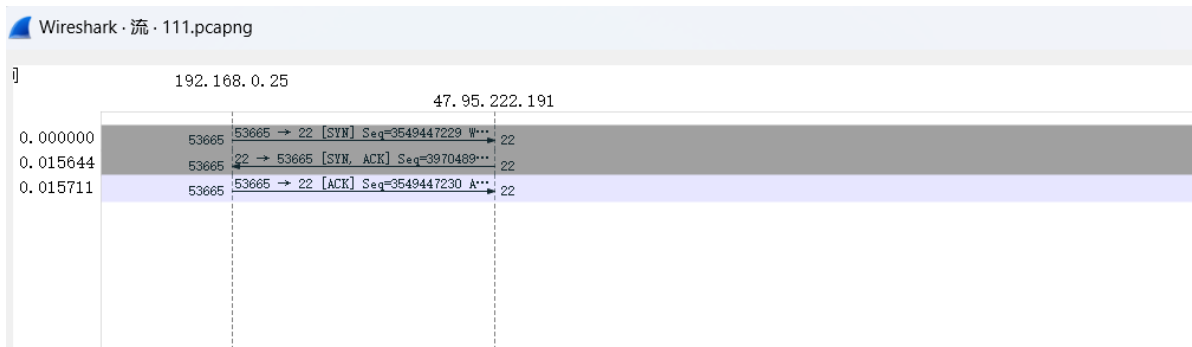 Wireshark · 流 · 111.pcapng
192.168.0.25
47.95.222.191
0.000000 53665 53665 → 22 [SYN] Seq=3549447229 W··· 22
0.015644 53665 22 → 53665 [SYN, ACK] Seq=3970489··· 22
0.015711 53665 53665 → 22 [ACK] Seq=3549447230 A··· 22